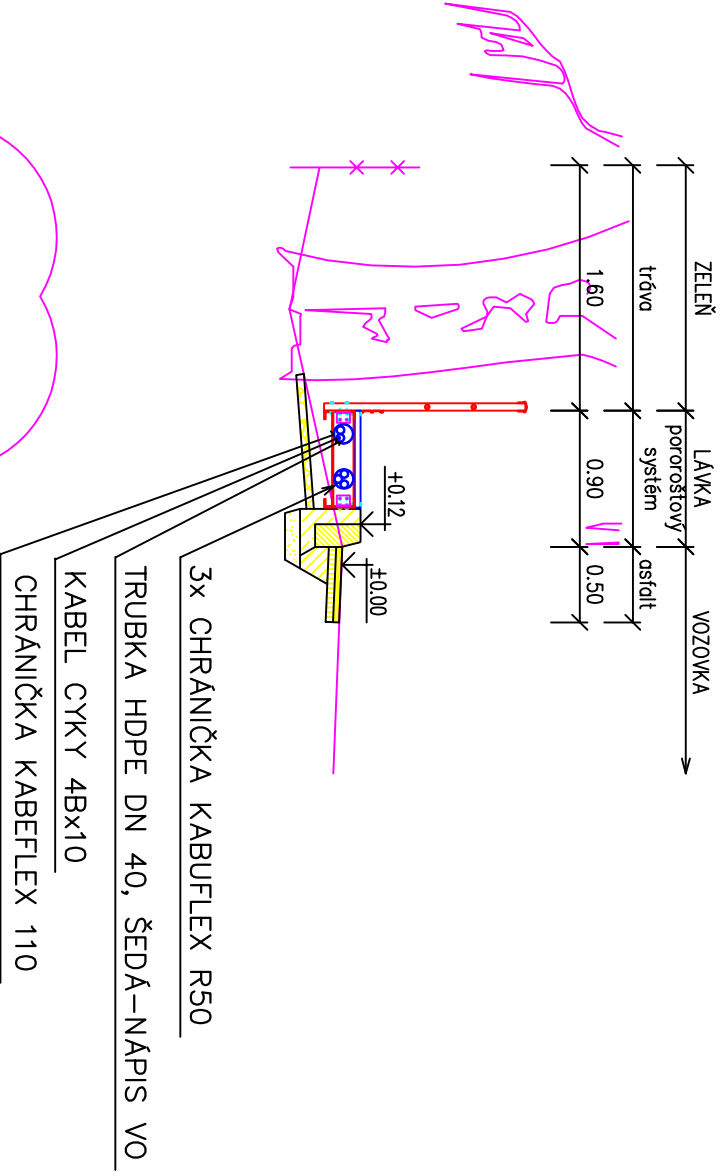 ZELEŇ
LÁVKA
VOZOVKA
tráva
pororoštový
systém
asfalt
1.60
0.90
0.50
+0.12
±0.00
3x CHRÁNIČKA KABUFLEX R50
TRUBKA HDPE DN 40, ŠEDÁ–NÁPIS VO
KABEL CYKY 4Bx10
CHRÁNIČKA KABEFLEX 110